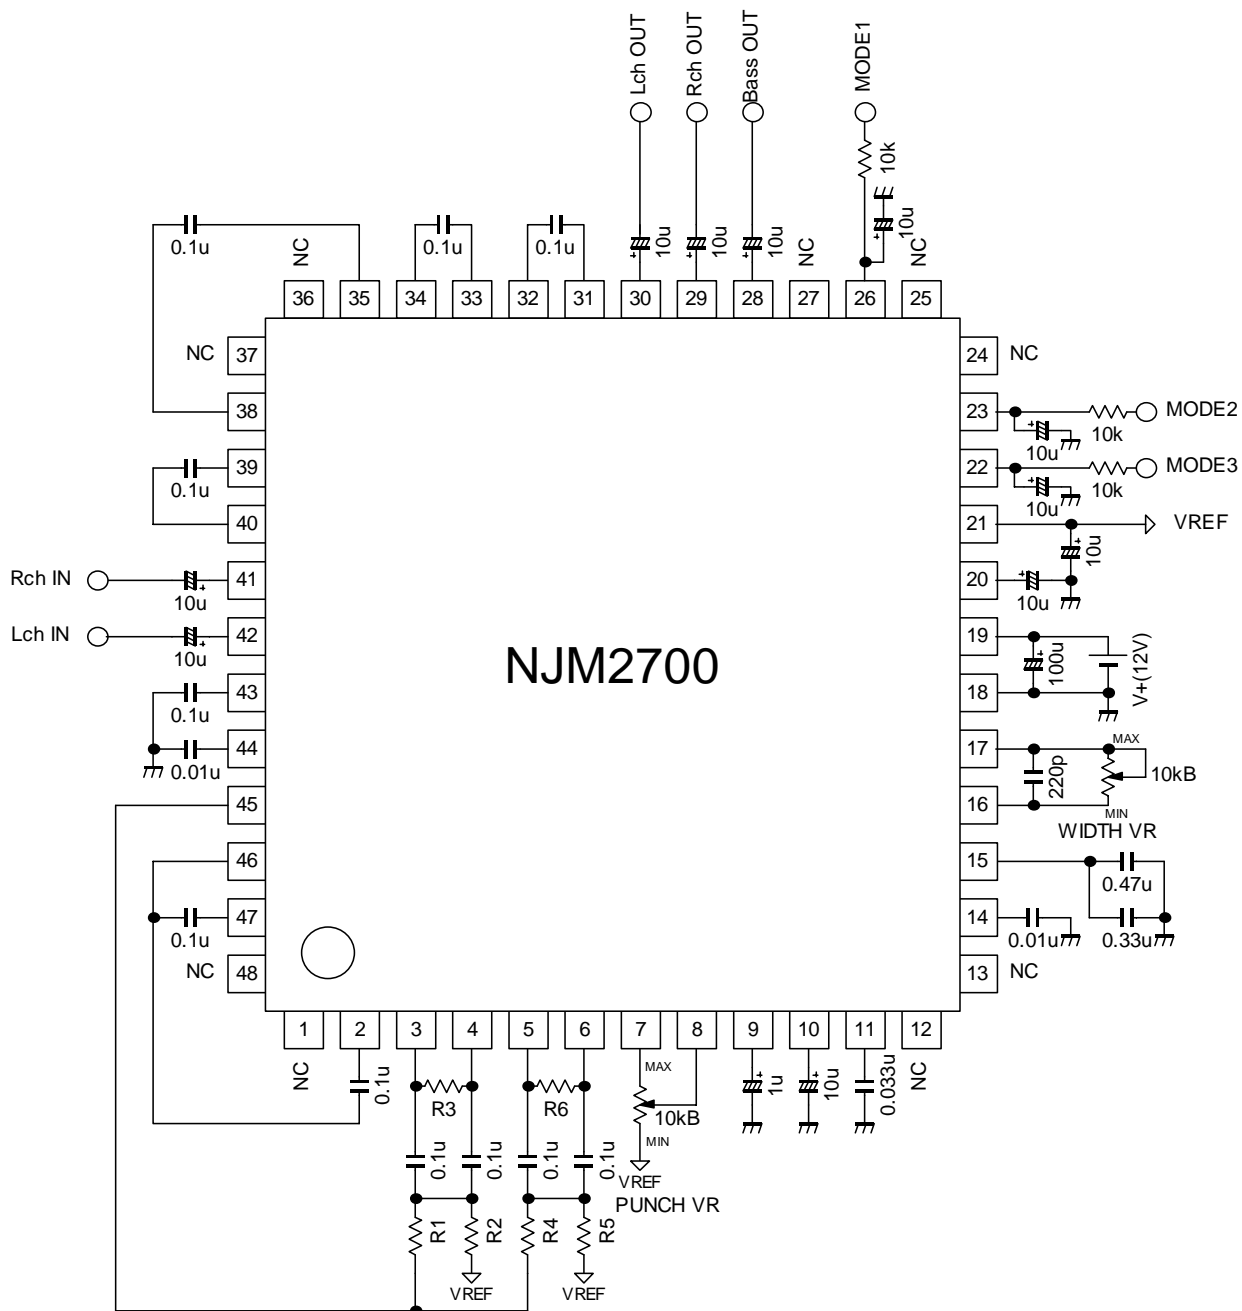 Lch OUT
Rch OUT
Bass OUT
MODE1
10k
10u
10u
10u
10u
0.1u
0.1u
0.1u
NC
NC
NC
36
35
34
33
32
31
30
29
28
27
26
25
NC
37
24
NC
38
23
MODE2
10k
10u
39
0.1u
22
MODE3
10k
10u
40
21
VREF
10u
Rch IN
41
10u
20
10u
Lch IN
42
10u
19
100u
V+(12V)
NJM2700
43
0.1u
18
44
0.01u
17
MAX
220p
10kB
45
16
MIN
WIDTH VR
46
15
0.47u
47
0.1u
14
0.01u
0.33u
NC
48
13
NC
1
2
3
4
5
6
7
8
9
10
11
12
NC
0.1u
R3
R6
MAX
10kB
MIN
1u
10u
0.033u
NC
0.1u
0.1u
0.1u
0.1u
VREF
PUNCH VR
R1
R2
R4
R5
VREF
VREF